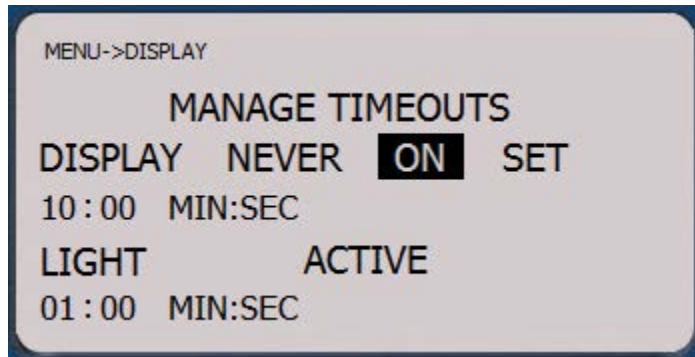 MENU->DISPLAY
MANAGE TIMEOUTS
DISPLAY NEVER ON SET
10:00 MIN:SEC
LIGHT ACTIVE
01:00 MIN:SEC